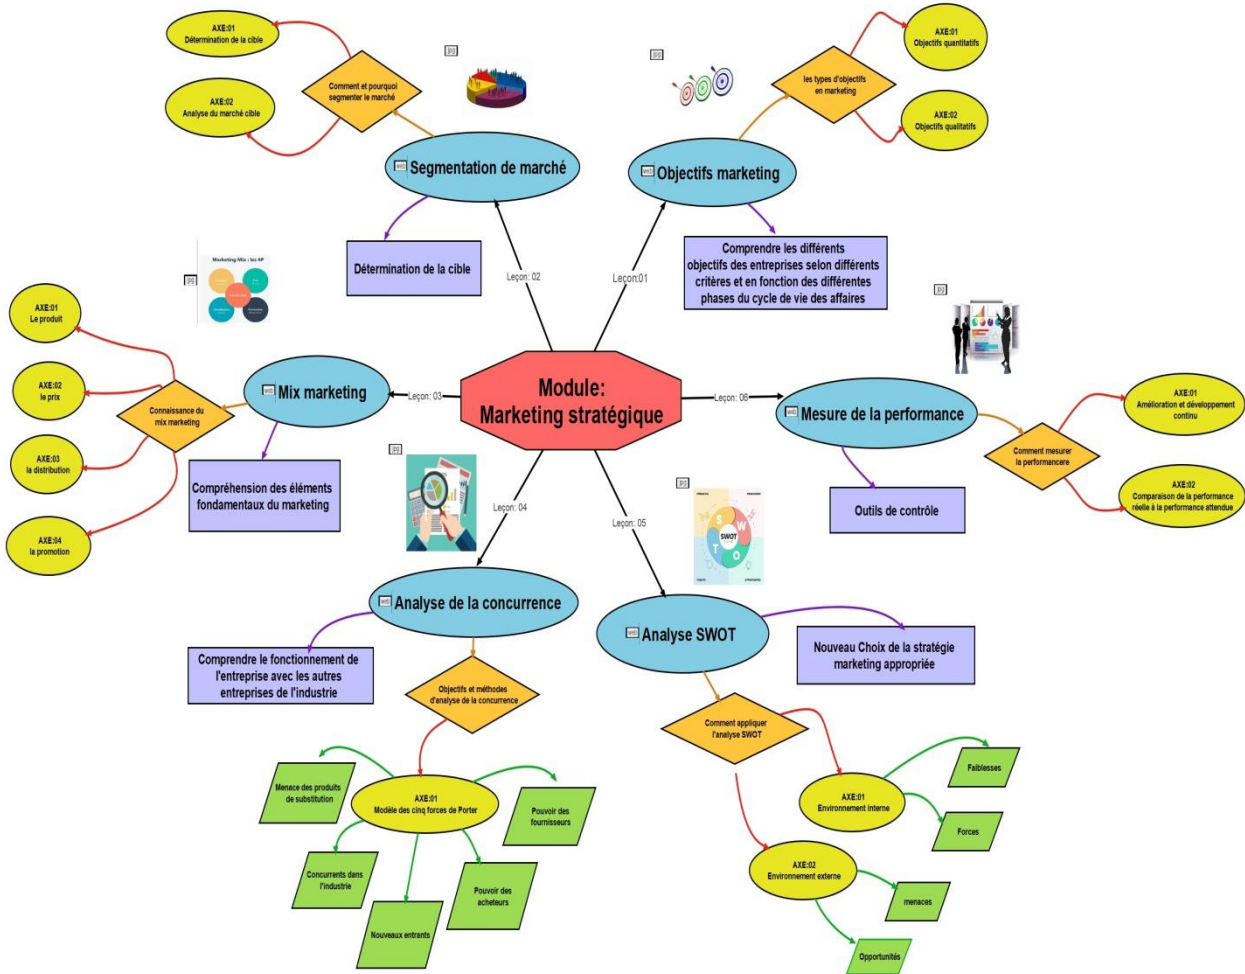 Module:
Marketing stratégique
Leçon:01
Objectifs marketing
les types d'objectifs
en marketing
AXE:01
Objectifs quantitatifs
AXE:02
Objectifs qualitatifs
Comprendre les différents
objectifs des entreprises selon différents
critères et en fonction des différentes
phases du cycle de vie des affaires
Leçon: 02
Segmentation de marché
Comment et pourquoi
segmenter le marché
AXE:01
Détermination de la cible
AXE:02
Analyse du marché cible
Détermination de la cible
Leçon: 03
Mix marketing
Marketing Mix : les 4P
Connaissance du
mix marketing
AXE:01
Le produit
AXE:02
le prix
AXE:03
la distribution
AXE:04
la promotion
Compréhension des éléments
fondamentaux du marketing
Leçon: 04
Analyse de la concurrence
Comprendre le fonctionnement de
l'entreprise avec les autres
entreprises de l'industrie
Objectifs et méthodes
d'analyse de la concurrence
AXE:01
Modèle des cinq forces de Porter
Menace des produits
de substitution
Concurrents dans
l'industrie
Nouveaux entrants
Pouvoir des
acheteurs
Pouvoir des
fournisseurs
Leçon: 05
Analyse SWOT
S
W
O
T
SWOT
Nouveau Choix de la stratégie
marketing appropriée
Comment appliquer
l'analyse SWOT
AXE:01
Environnement interne
Faiblesses
Forces
AXE:02
Environnement externe
menaces
Opportunités
Leçon: 06
Mesure de la performance
Outils de contrôle
Comment mesurer
la performancere
AXE:01
Amélioration et développement
continu
AXE:02
Comparaison de la performance
réelle à la performance attendue